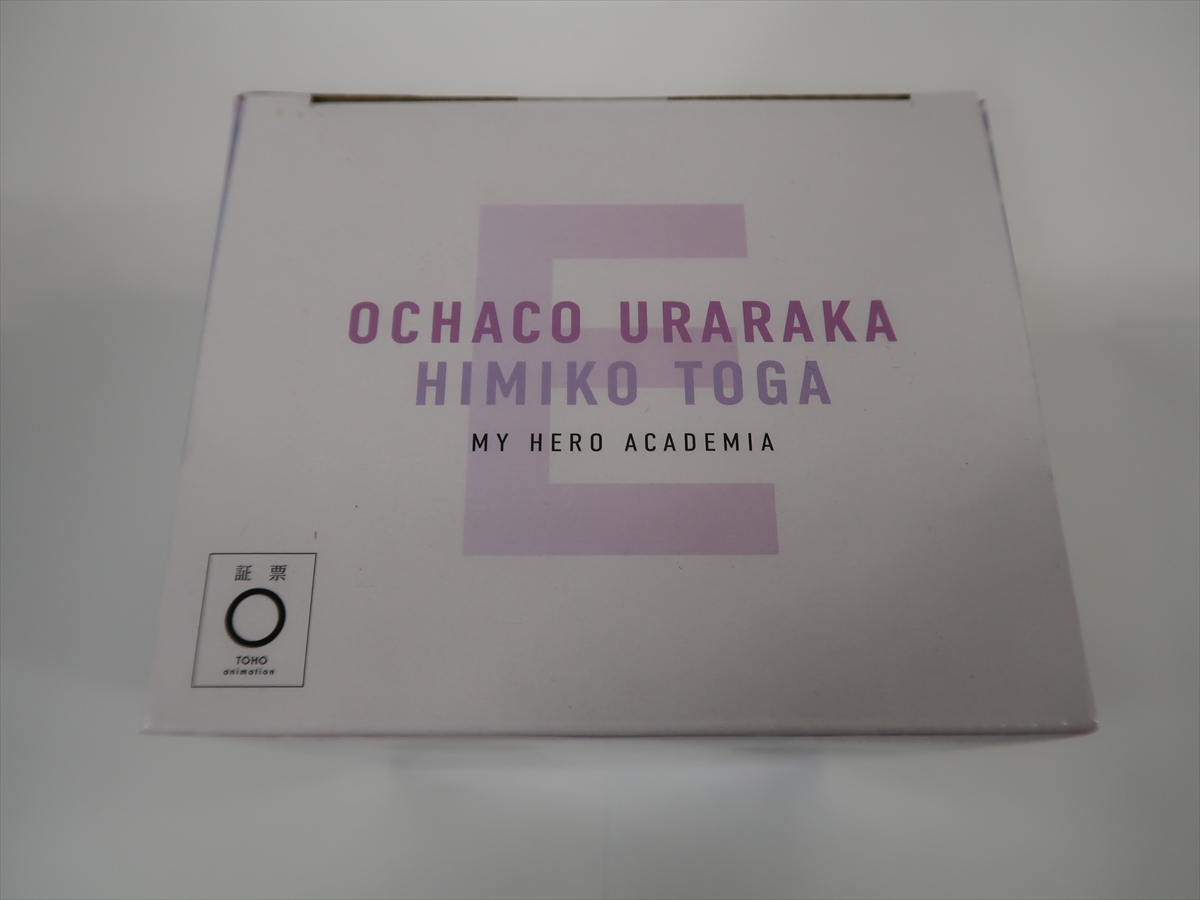 E
OCHACO URARAKA
HIMIKO TOGA
MY HERO ACADEMIA
証 票
TOHO
animation